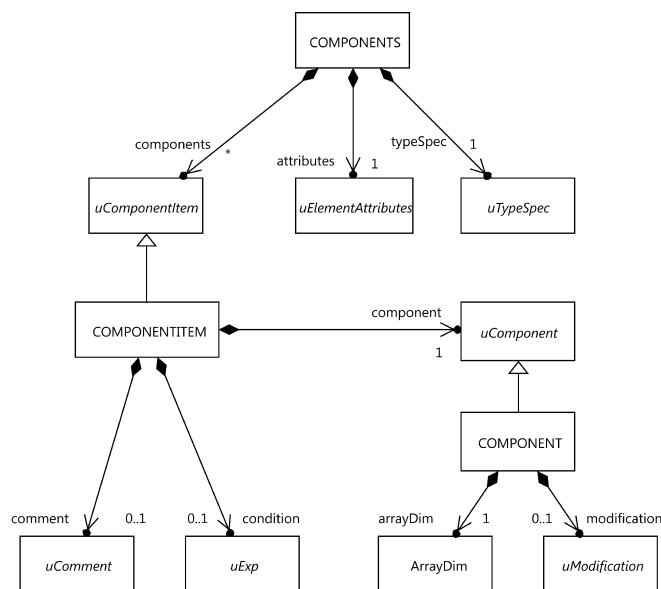 COMPONENTS
components
*
attributes
1
typeSpec
1
uComponentItem
uElementAttributes
uTypeSpec
COMPONENTITEM
component
1
uComponent
COMPONENT
comment
0..1
0..1
condition
arrayDim
1
0..1
modification
uComment
uExp
ArrayDim
uModification